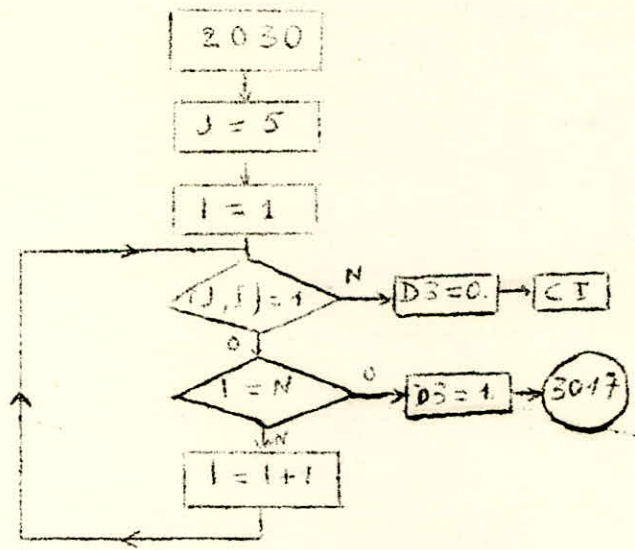 2030
J = 5
I = 1
(J,I)=1
N
D3=0.
CI
O
I = N
O
D3=1.
3017
N
I = I+1